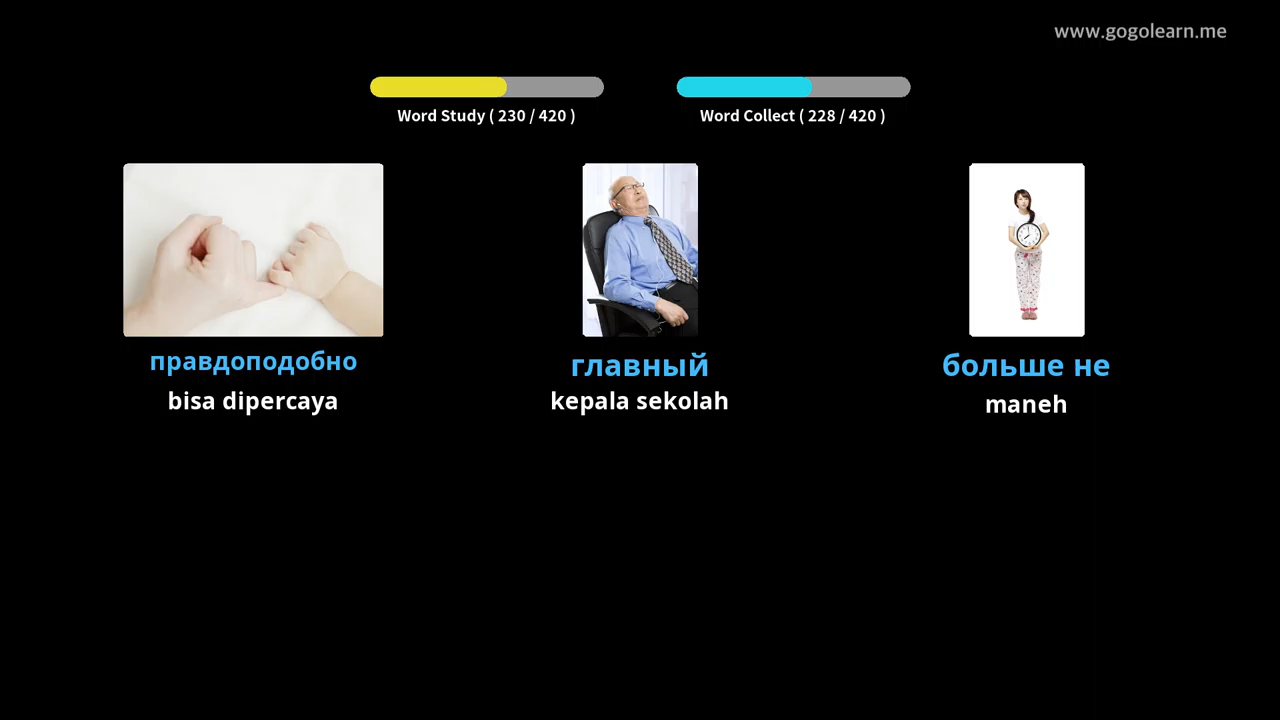 www.gogolearn.me
Word Study ( 230 / 420 )
Word Collect ( 228 / 420 )
правдоподобно
bisa dipercaya
главный
kepala sekolah
больше не
maneh